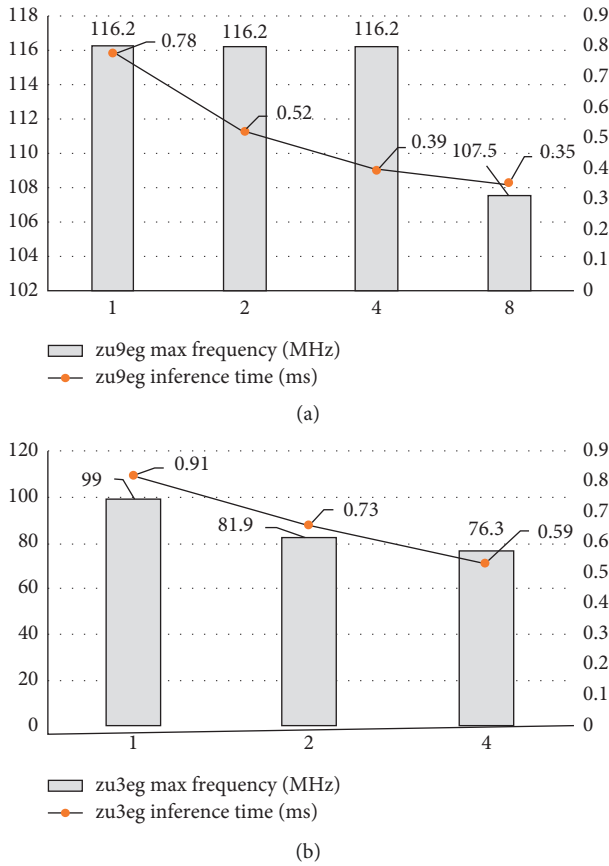 118 116.2 116.2 116.2 0.9
116 0.78 0.8
0.7
114
0.6
112 0.52 0.5
110 0.39 107.5 0.35 0.4
108 0.3
106 0.2
104 0.1
102 0
1 2 4 8
zu9eg max frequency (MHz)
zu9eg inference time (ms)
(a)
120 0.9
99 0.91 0.8
100 0.73 0.7
81.9 76.3 0.59
80 0.6
0.5
60
0.4
40 0.3
20 0.2
0.1
0 0
1 2 4
zu3eg max frequency (MHz)
zu3eg inference time (ms)
(b)